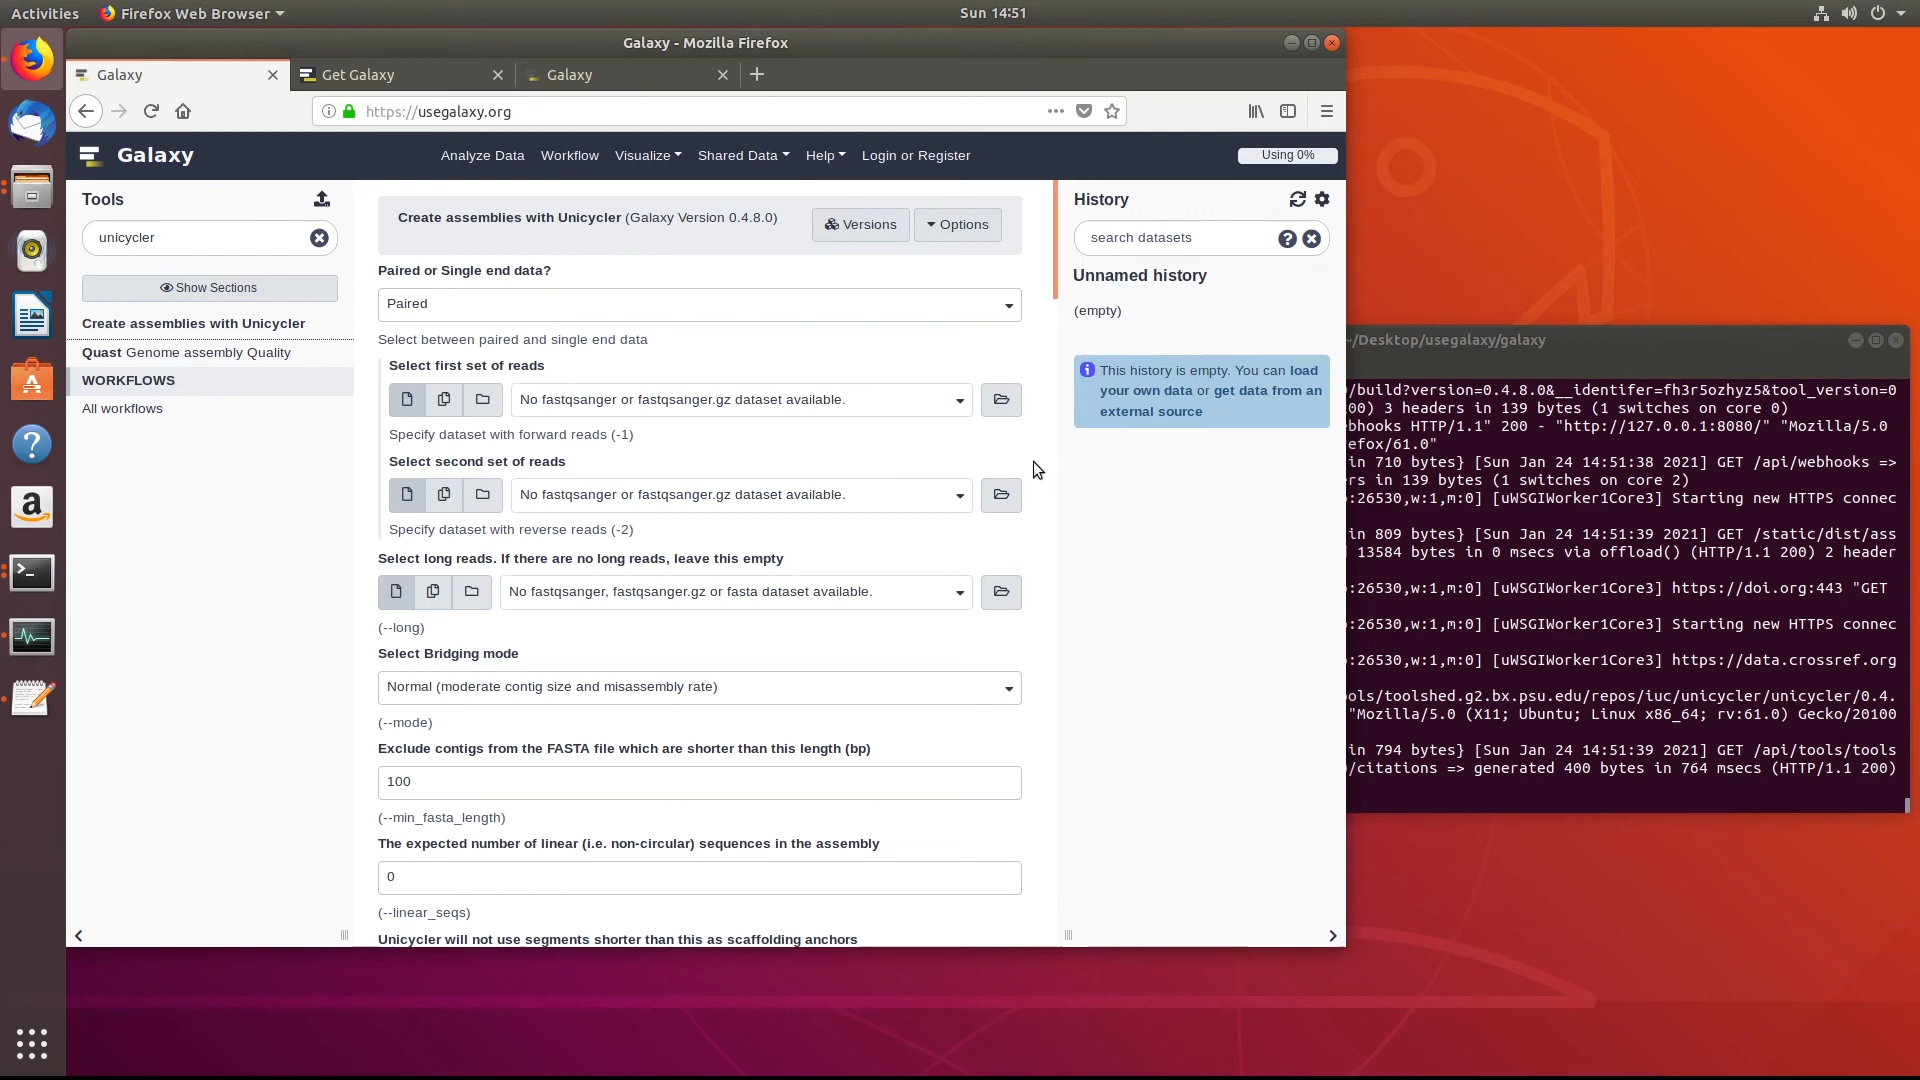 Activities
Firefox Web Browser
Sun 14:51
Galaxy - Mozilla Firefox
Galaxy
Get Galaxy
Galaxy
https://usegalaxy.org
Galaxy
Analyze Data
Workflow
Visualize
Shared Data
Help
Login or Register
Using 0%
Tools
unicycler
Show Sections
Create assemblies with Unicycler
Quast Genome assembly Quality
WORKFLOWS
All workflows
Create assemblies with Unicycler (Galaxy Version 0.4.8.0)
Versions
Options
Paired or Single end data?
Paired
Select between paired and single end data
Select first set of reads
No fastqsanger or fastqsanger.gz dataset available.
Specify dataset with forward reads (-1)
Select second set of reads
No fastqsanger or fastqsanger.gz dataset available.
Specify dataset with reverse reads (-2)
Select long reads. If there are no long reads, leave this empty
No fastqsanger, fastqsanger.gz or fasta dataset available.
(--long)
Select Bridging mode
Normal (moderate contig size and misassembly rate)
(--mode)
Exclude contigs from the FASTA file which are shorter than this length (bp)
100
(--min_fasta_length)
The expected number of linear (i.e. non-circular) sequences in the assembly
0
(--linear_seqs)
Unicycler will not use segments shorter than this as scaffolding anchors
History
search datasets
Unnamed history
(empty)
This history is empty. You can load
your own data or get data from an
external source
~/Desktop/usegalaxy/galaxy
/build?version=0.4.8.0&__identifer=fh3r5ozhyz5&tool_version=0
00) 3 headers in 139 bytes (1 switches on core 0)
bhooks HTTP/1.1" 200 - "http://127.0.0.1:8080/" "Mozilla/5.0
efox/61.0"
in 710 bytes} [Sun Jan 24 14:51:38 2021] GET /api/webhooks =>
rs in 139 bytes (1 switches on core 2)
:26530,w:1,m:0] [uWSGIWorker1Core3] Starting new HTTPS connec
in 809 bytes} [Sun Jan 24 14:51:39 2021] GET /static/dist/ass
13584 bytes in 0 msecs via offload() (HTTP/1.1 200) 2 header
:26530,w:1,m:0] [uWSGIWorker1Core3] https://doi.org:443 "GET
:26530,w:1,m:0] [uWSGIWorker1Core3] Starting new HTTPS connec
:26530,w:1,m:0] [uWSGIWorker1Core3] https://data.crossref.org
ols/toolshed.g2.bx.psu.edu/repos/iuc/unicycler/unicycler/0.4.
"Mozilla/5.0 (X11; Ubuntu; Linux x86_64; rv:61.0) Gecko/20100
in 794 bytes} [Sun Jan 24 14:51:39 2021] GET /api/tools/tools
/citations => generated 400 bytes in 764 msecs (HTTP/1.1 200)